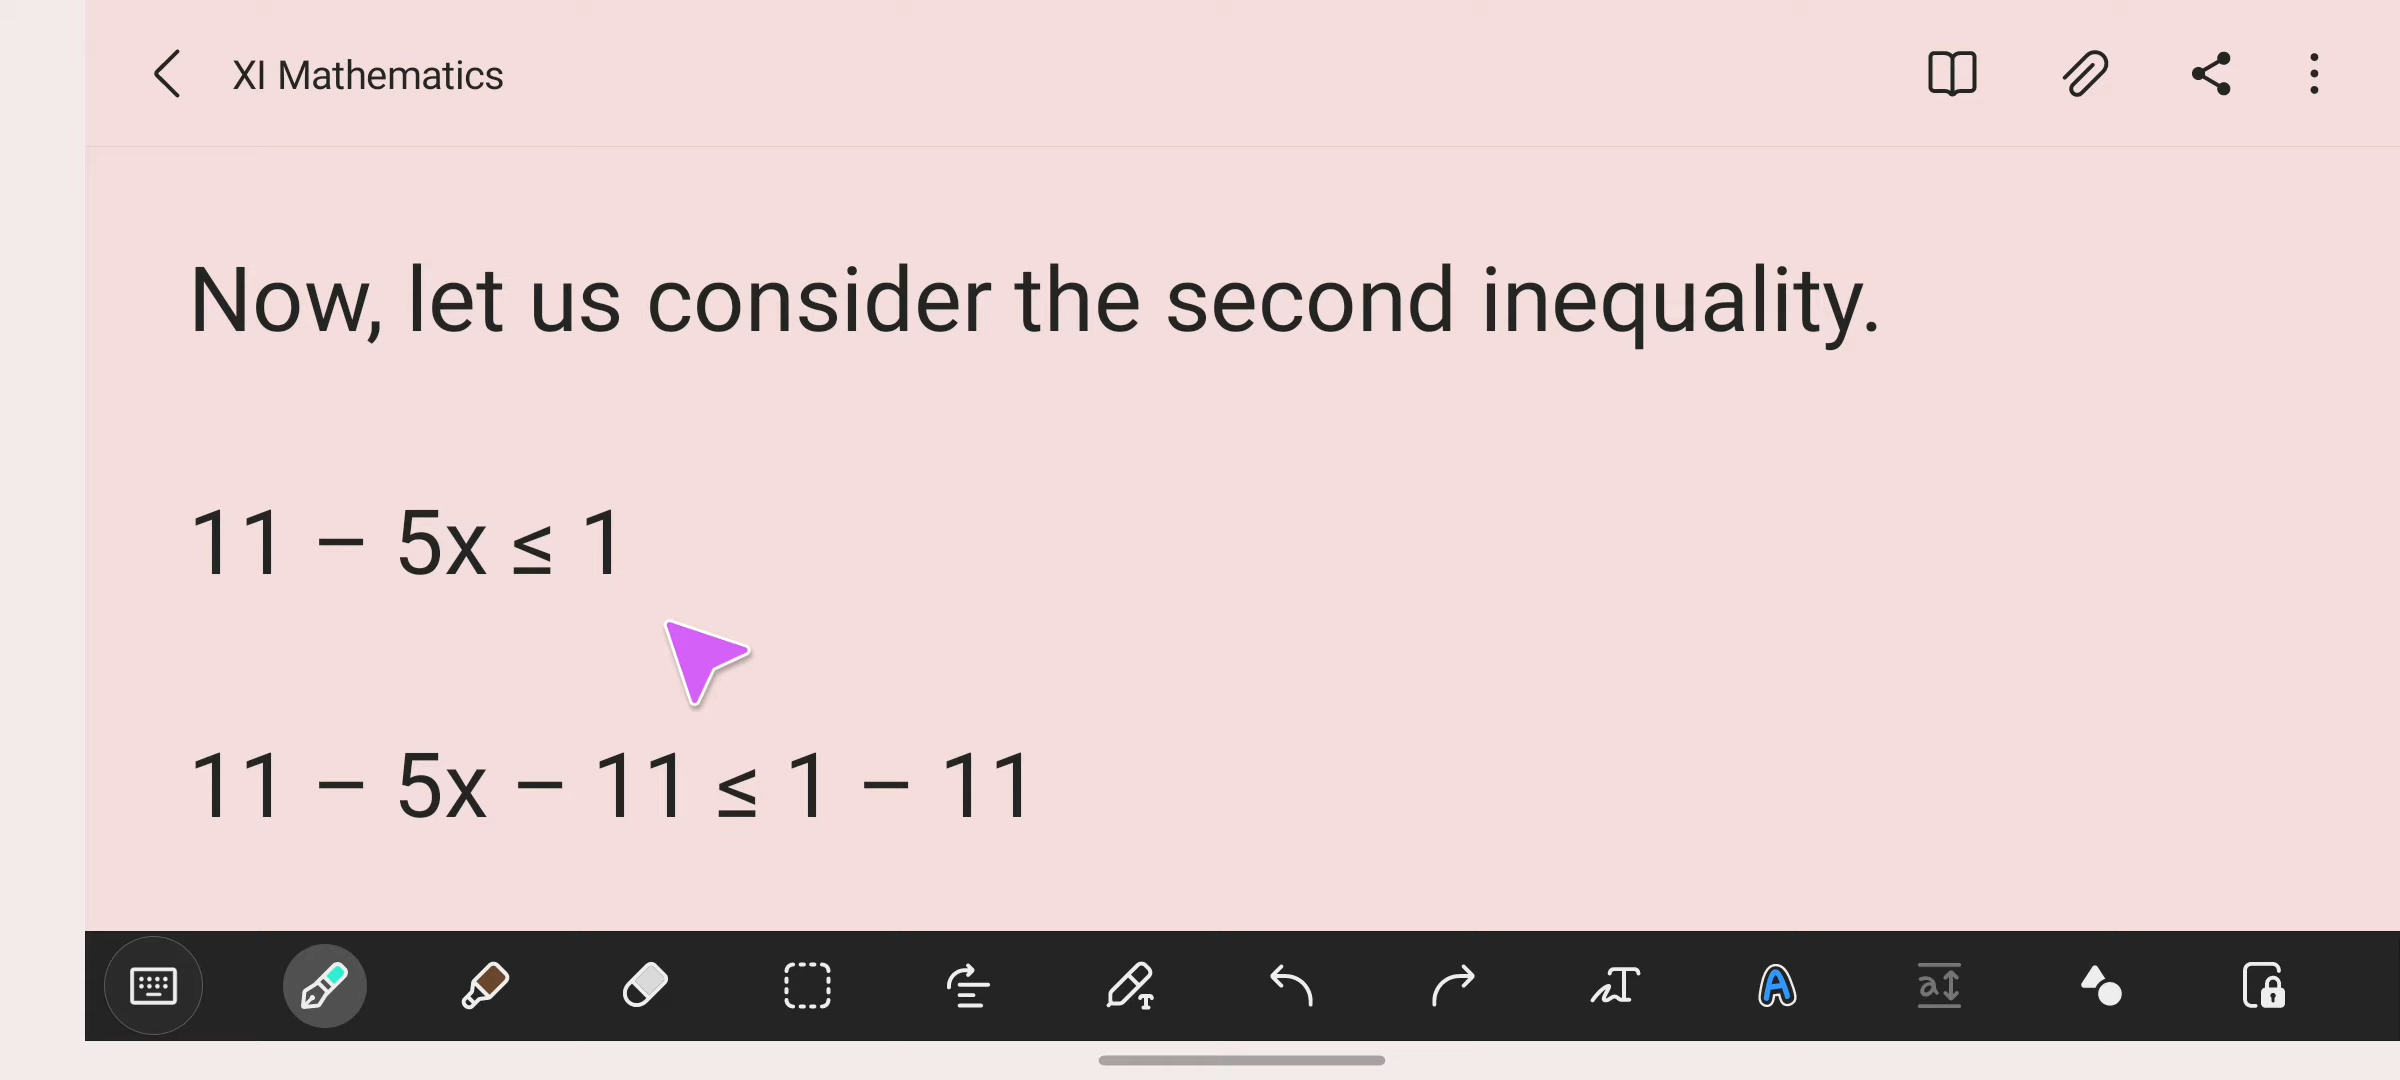 XI Mathematics
Now, let us consider the second inequality.
11 – 5x ≤ 1
11 – 5x – 11 ≤ 1 – 11